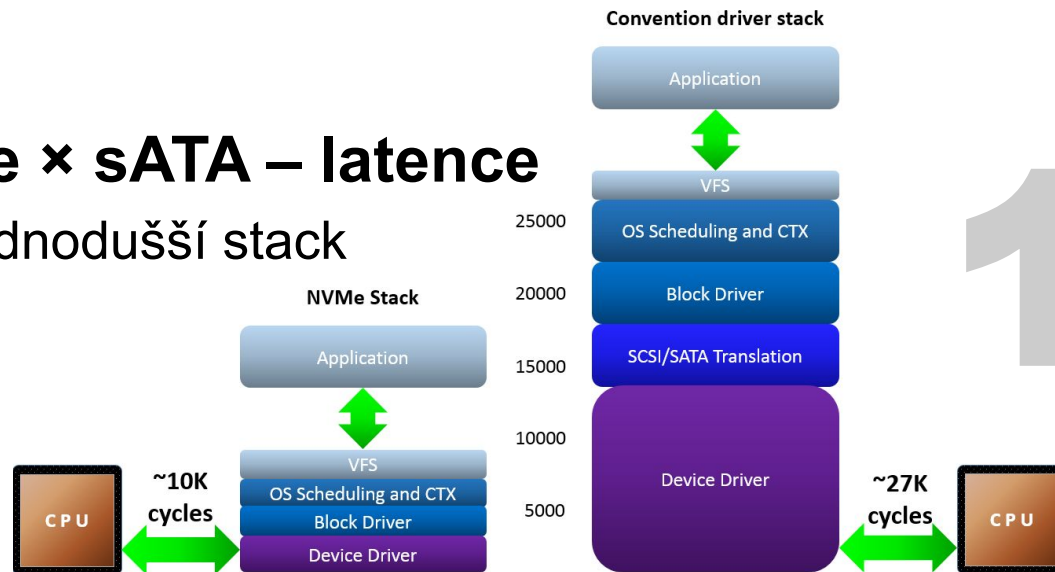 e × sATA – latence
dnodušší stack
Convention driver stack
Application
VFS
OS Scheduling and CTX
Block Driver
SCSI/SATA Translation
Device Driver
25000
20000
15000
10000
5000
NVMe Stack
Application
VFS
OS Scheduling and CTX
Block Driver
Device Driver
CPU
~10K
cycles
~27K
cycles
CPU
1